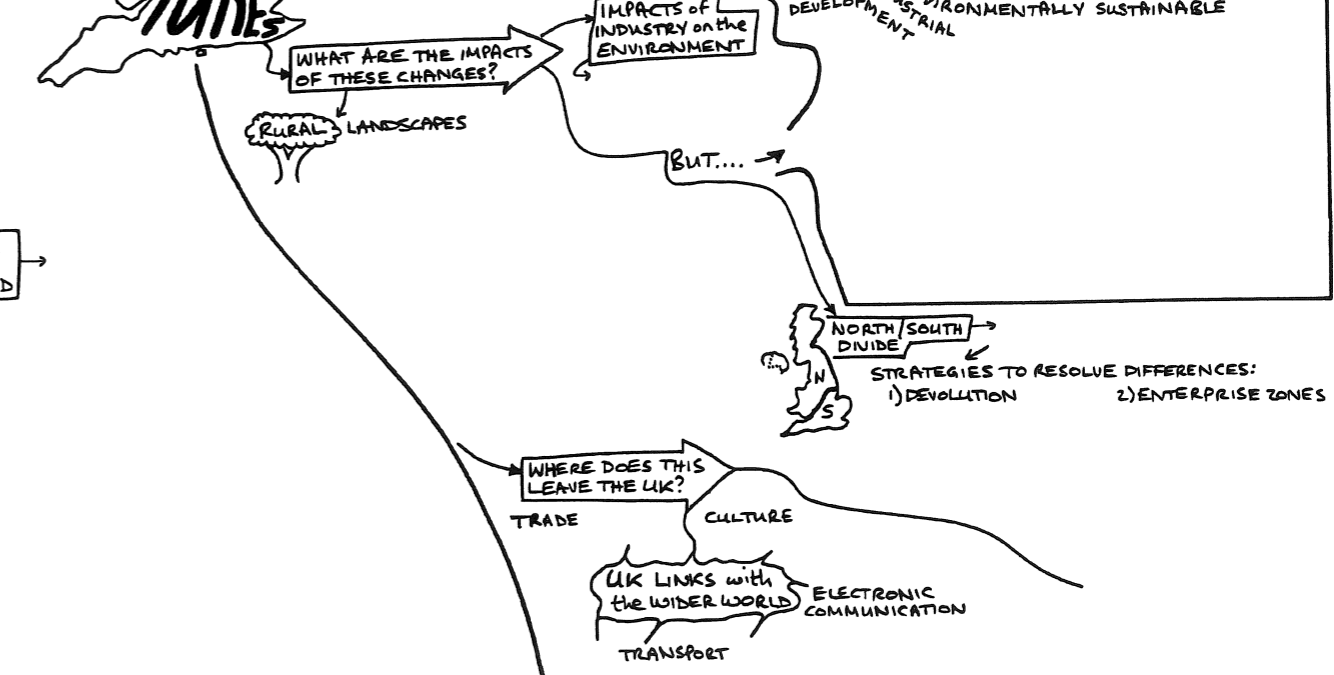 IMPACTS of
INDUSTRY on the
ENVIRONMENT
DEVELOPMENT
SUSTAINABLE
WHAT ARE THE IMPACTS
OF THESE CHANGES?
RURAL LANDSCAPES
BUT....
D
NORTH/SOUTH
DIVIDE
N
S
STRATEGIES TO RESOLVE DIFFERENCES:
1) DEVOLUTION 2) ENTERPRISE ZONES
WHERE DOES THIS
LEAVE THE UK?
TRADE CULTURE
UK LINKS with
the WIDER WORLD
ELECTRONIC
COMMUNICATION
TRANSPORT